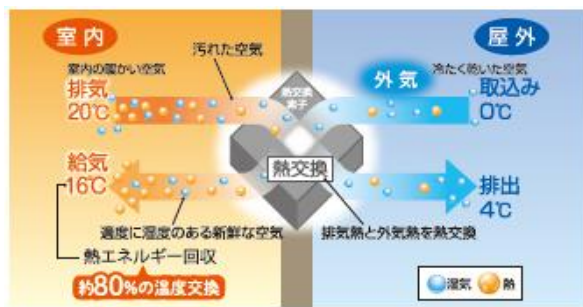 室内
屋外
汚れた空気
室内の暖かい空気
冷たく乾いた空気
排気
20℃
熱交換
素子
外気
取込み
0℃
熱交換
給気
16℃
排出
4℃
適度に湿度のある新鮮な空気
排気熱と外気熱を熱交換
熱エネルギー回収
約80%の温度交換
湿気
熱